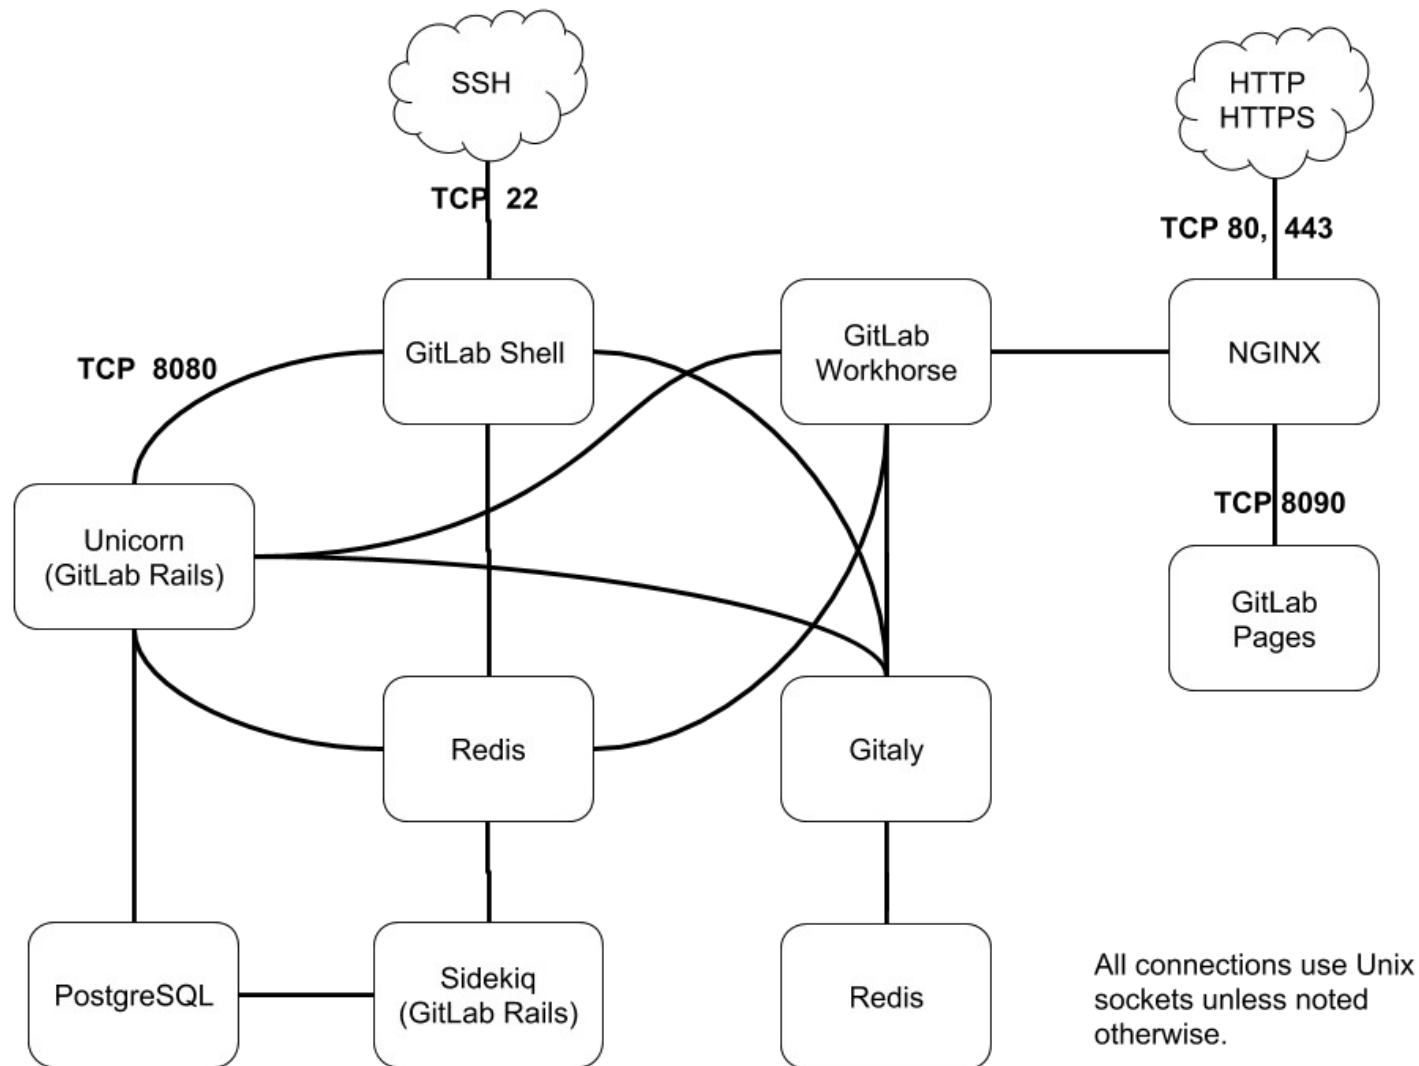 SSH
HTTP
HTTPS
TCP 22
TCP 80, 443
GitLab Shell
GitLab
Workhorse
NGINX
TCP 8080
TCP 8090
Unicorn
(GitLab Rails)
GitLab
Pages
Redis
Gitaly
PostgreSQL
Sidekiq
(GitLab Rails)
Redis
All connections use Unix
sockets unless noted
otherwise.